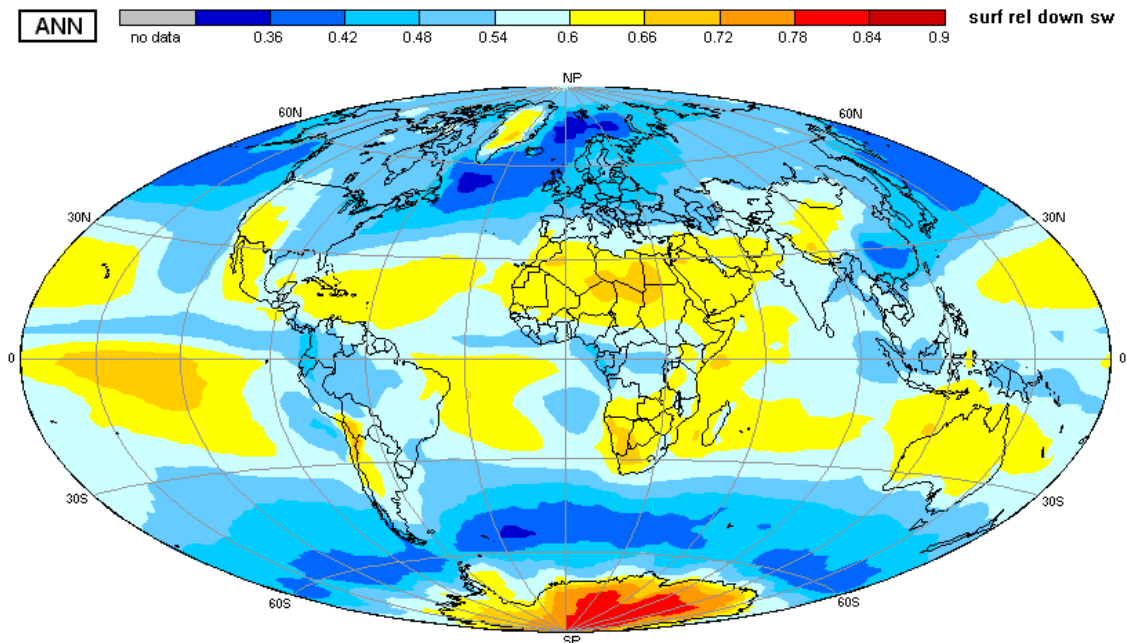 ANN
surf rel down sw
no data 0.36 0.42 0.48 0.54 0.6 0.66 0.72 0.78 0.84 0.9
NP
60N 60N
30N 30N
0 0
30S 30S
60S 60S
SP